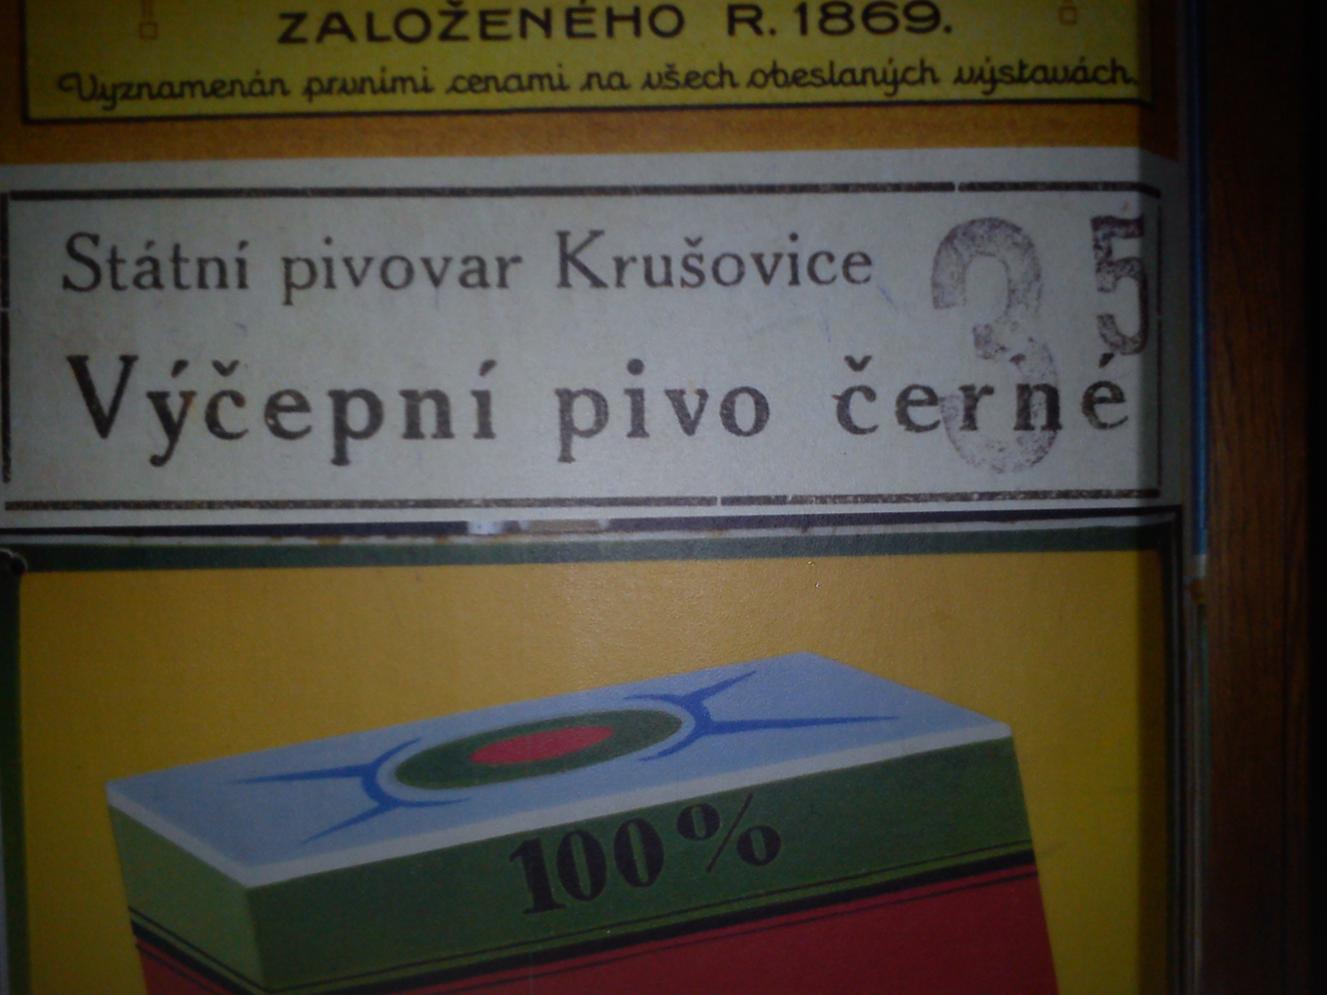 ZALOŽENÉHO R. 1869.
Vyznamenán prvními cenami na všech obeslaných výstavách.
Státní pivovar Krušovice
35
Výčepní pivo černé
100%